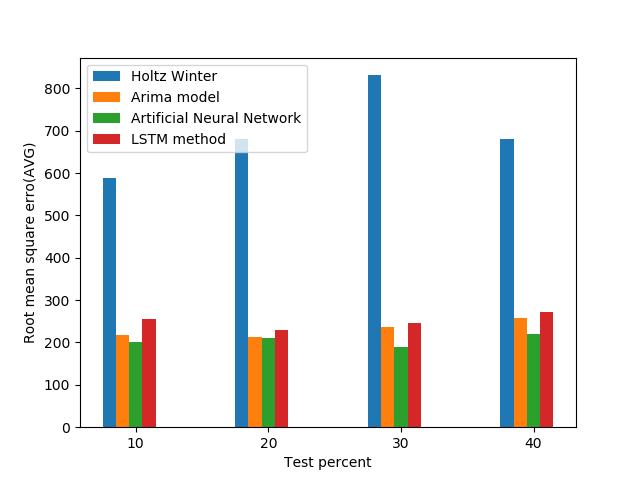 Holtz Winter
Arima model
Artificial Neural Network
LSTM method
800
700
600
500
400
300
200
100
0
Root mean square erro(AVG)
10 20 30 40
Test percent